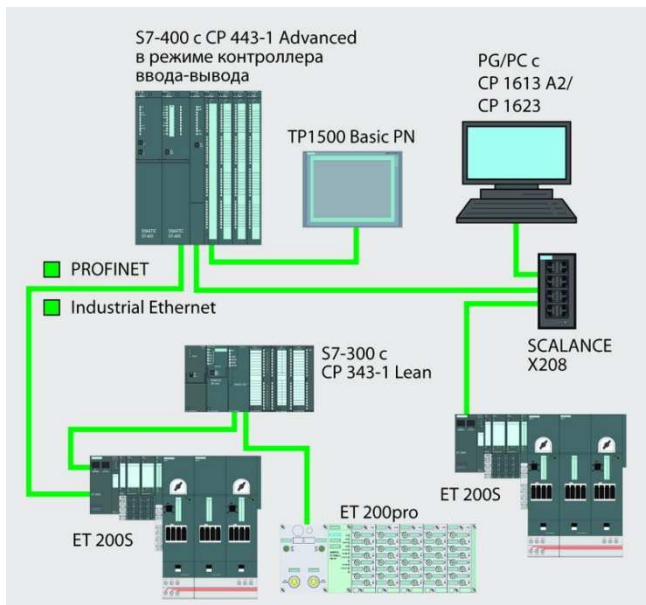 S7-400 с CP 443-1 Advanced
в режиме контроллера
ввода-вывода
PG/PC с
CP 1613 A2/
CP 1623
TP1500 Basic PN
PROFINET
Industrial Ethernet
SCALANCE
X208
S7-300 с
CP 343-1 Lean
ET 200S
ET 200pro
ET 200S